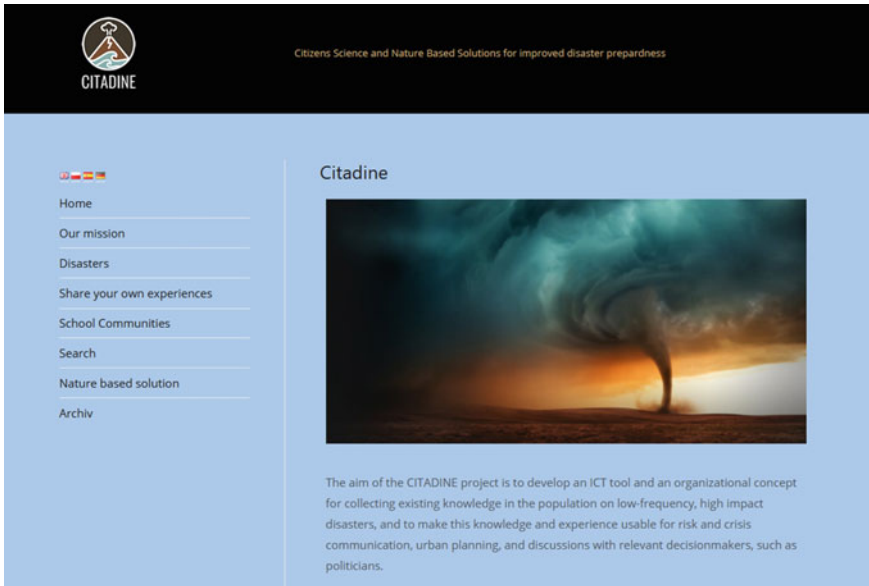 CITADINE
Citizens Science and Nature Based Solutions for improved disaster prepardness
Home
Our mission
Disasters
Share your own experiences
School Communities
Search
Nature based solution
Archiv
Citadine
The aim of the CITADINE project is to develop an ICT tool and an organizational concept
for collecting existing knowledge in the population on low-frequency, high impact
disasters, and to make this knowledge and experience usable for risk and crisis
communication, urban planning, and discussions with relevant decisionmakers, such as
politicians.